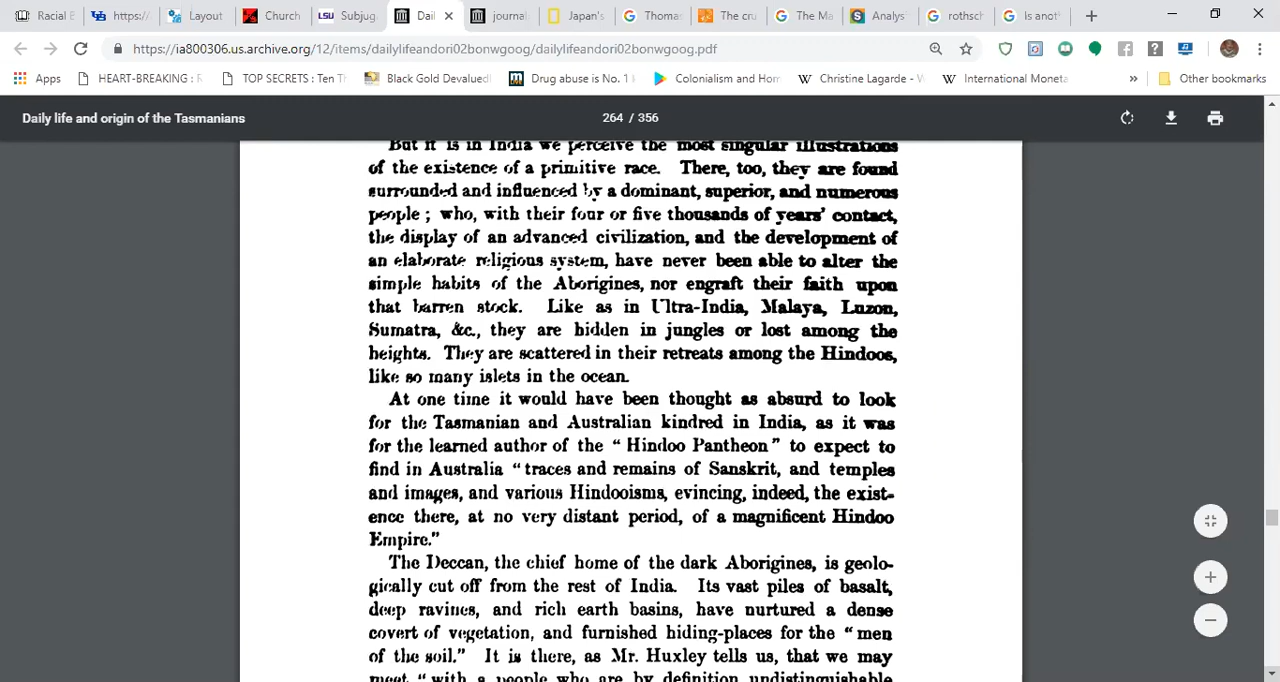 Racial B
https:/
Layout
Church
LSU Subjug
Dail
journal
Japan's
Thomas
The cru
The Ma
Analysi
rothsch
Is anot
https://ia800306.us.archive.org/12/items/dailylifeandori02bonwgoog/dailylifeandori02bonwgoog.pdf
Apps
HEART-BREAKING : R
TOP SECRETS : Ten Th
Black Gold Devalued
Drug abuse is No. 1
Colonialism and Hom
Christine Lagarde -
International Moneta
Other bookmarks
Daily life and origin of the Tasmanians
264 / 356
But it is in India we perceive the most singular illustrations
of the existence of a primitive race. There, too, they are found
surrounded and influenced by a dominant, superior, and numerous
people ; who, with their four or five thousands of years' contact,
the display of an advanced civilization, and the development of
an elaborate religious system, have never been able to alter the
simple habits of the Aborigines, nor engraft their faith upon
that barren stock. Like as in Ultra-India, Malaya, Luzon,
Sumatra, &c., they are hidden in jungles or lost among the
heights. They are scattered in their retreats among the Hindoos,
like so many islets in the ocean.
At one time it would have been thought as absurd to look
for the Tasmanian and Australian kindred in India, as it was
for the learned author of the " Hindoo Pantheon " to expect to
find in Australia " traces and remains of Sanskrit, and temples
and images, and various Hindooisms, evincing, indeed, the exist-
ence there, at no very distant period, of a magnificent Hindoo
Empire."
The Deccan, the chief home of the dark Aborigines, is geolo-
gically cut off from the rest of India. Its vast piles of basalt,
deep ravines, and rich earth basins, have nurtured a dense
covert of vegetation, and furnished hiding-places for the " men
of the soil." It is there, as Mr. Huxley tells us, that we may
meet " with a people who are by definition undistinguishable